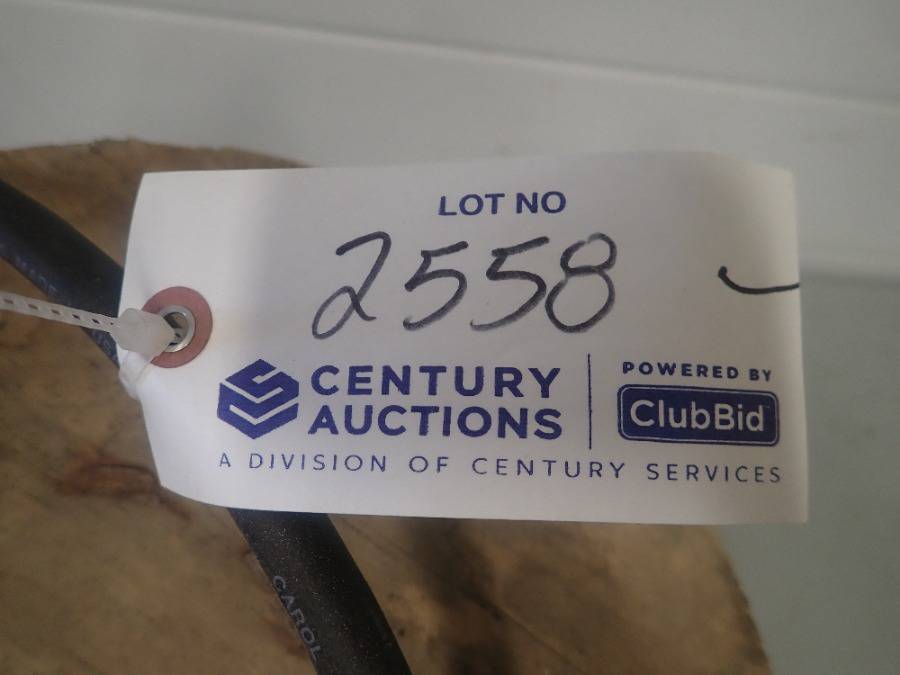 LOT NO
2558
CENTURY
AUCTIONS
POWERED BY
ClubBid
A DIVISION OF CENTURY SERVICES
CAROL